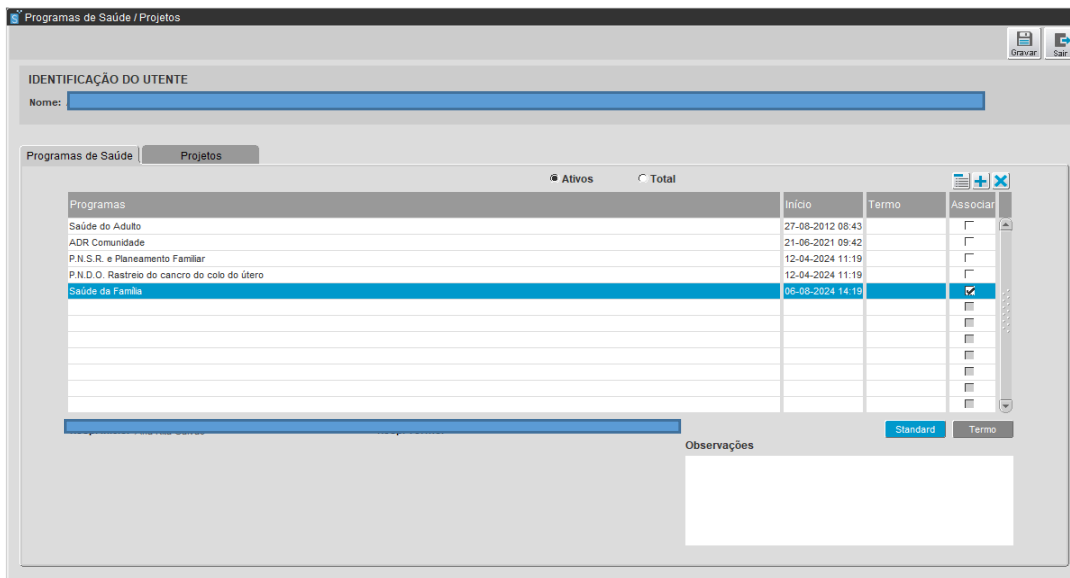 Programas de Saúde / Projetos
Gravar Sair
IDENTIFICAÇÃO DO UTENTE
Nome:
Programas de Saúde Projetos
Ativos Total
Programas Início Termo Associar
Saúde do Adulto 27-08-2012 08:43
ADR Comunidade 21-06-2021 09:42
P.N.S.R. e Planeamento Familiar 12-04-2024 11:19
P.N.D.O. Rastreio do cancro do colo do útero 12-04-2024 11:19
Saúde da Família 06-08-2024 14:19
Standard Termo
Observações